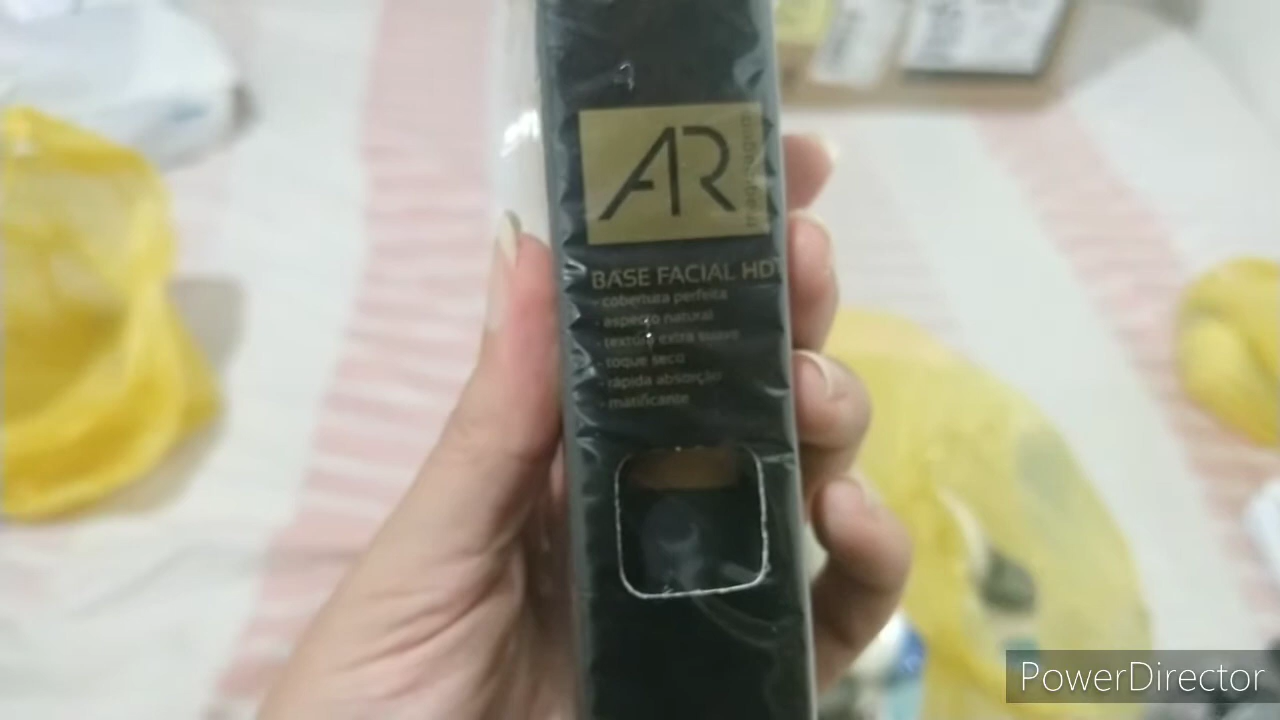 AR
BASE FACIAL HD
- cobertura perfeita
- aspecto natural
- textura extra suave
- toque seco
- rápida absorção
- matificante
PowerDirector